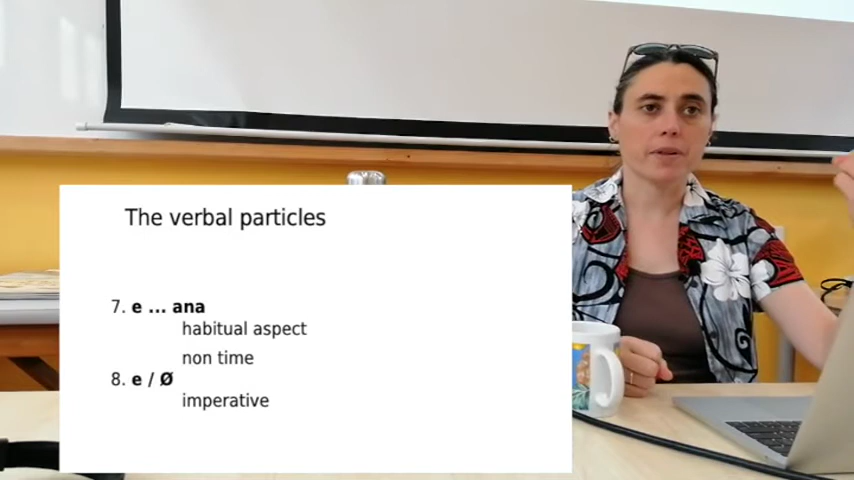 The verbal particles
7. e ... ana
habitual aspect
non time
8. e / Ø
imperative